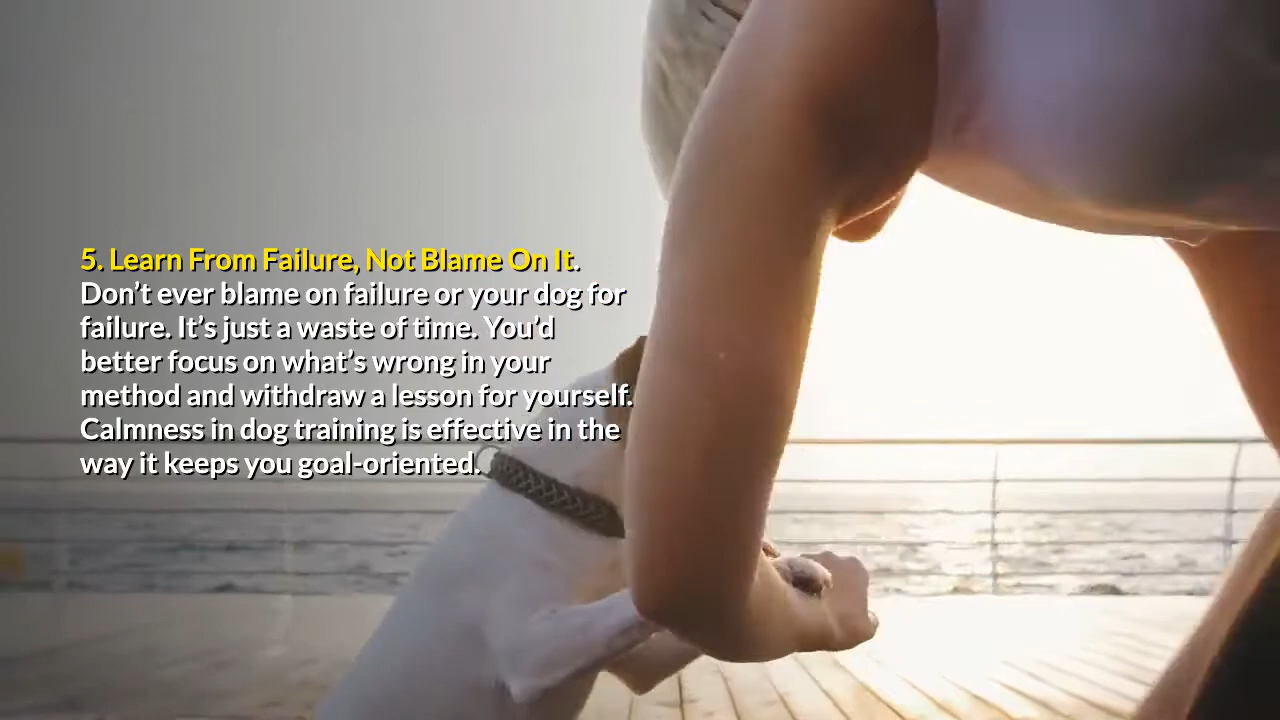 5. Learn From Failure, Not Blame On It.
Don't ever blame on failure or your dog for
failure. It's just a waste of time. You'd
better focus on what's wrong in your
method and withdraw a lesson for yourself.
Calmness in dog training is effective in the
way it keeps you goal-oriented.